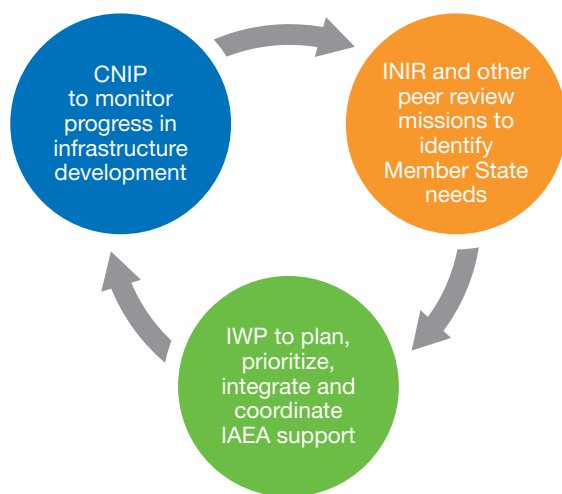 CNIP
to monitor
progress in
infrastructure
development
INIR and other
peer review
missions to
identify
Member State
needs
IWP to plan,
prioritize,
integrate and
coordinate
IAEA support